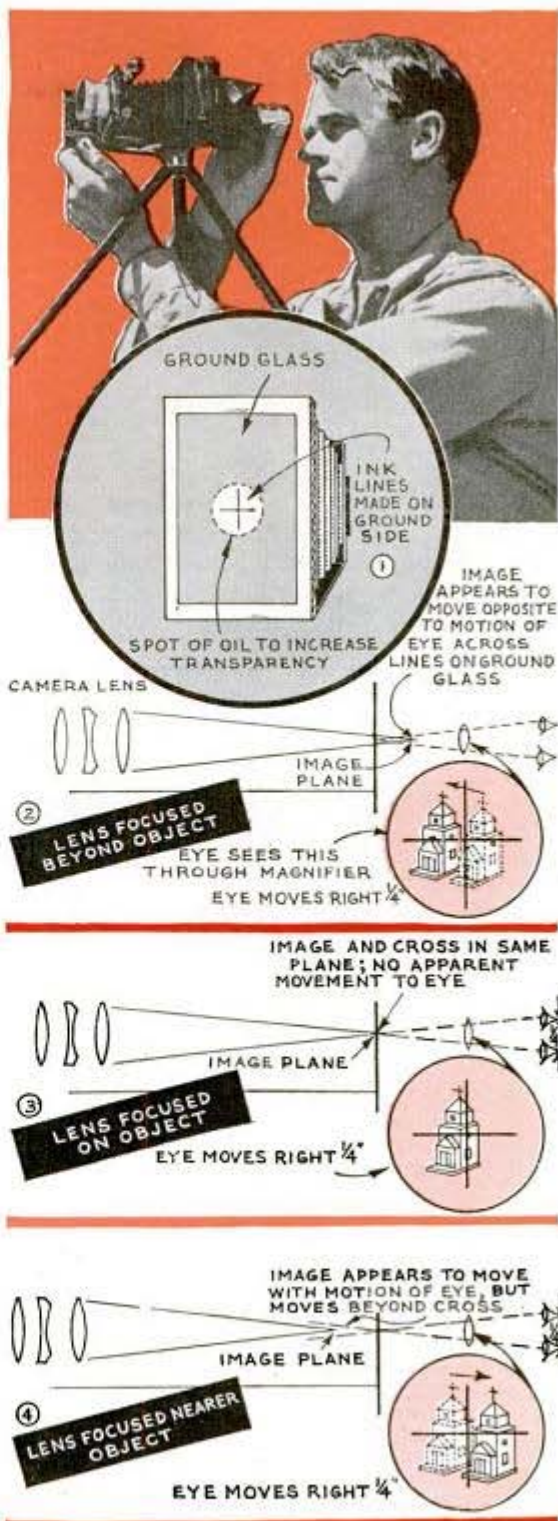 GROUND GLASS
INK
LINES
MADE ON
GROUND
SIDE
①
SPOT OF OIL TO INCREASE
TRANSPARENCY
IMAGE
APPEARS TO
MOVE OPPOSITE
TO MOTION OF
EYE ACROSS
LINES ON GROUND
GLASS
CAMERA LENS
IMAGE
PLANE
②
LENS FOCUSED
BEYOND OBJECT
EYE SEES THIS
THROUGH MAGNIFIER
EYE MOVES RIGHT ¼"
IMAGE AND CROSS IN SAME
PLANE; NO APPARENT
MOVEMENT TO EYE
IMAGE PLANE
③
LENS FOCUSED
ON OBJECT
EYE MOVES RIGHT ¼"
IMAGE APPEARS TO MOVE
WITH MOTION OF EYE, BUT
MOVES BEYOND CROSS
IMAGE PLANE
④
LENS FOCUSED NEARER
OBJECT
EYE MOVES RIGHT ¼"